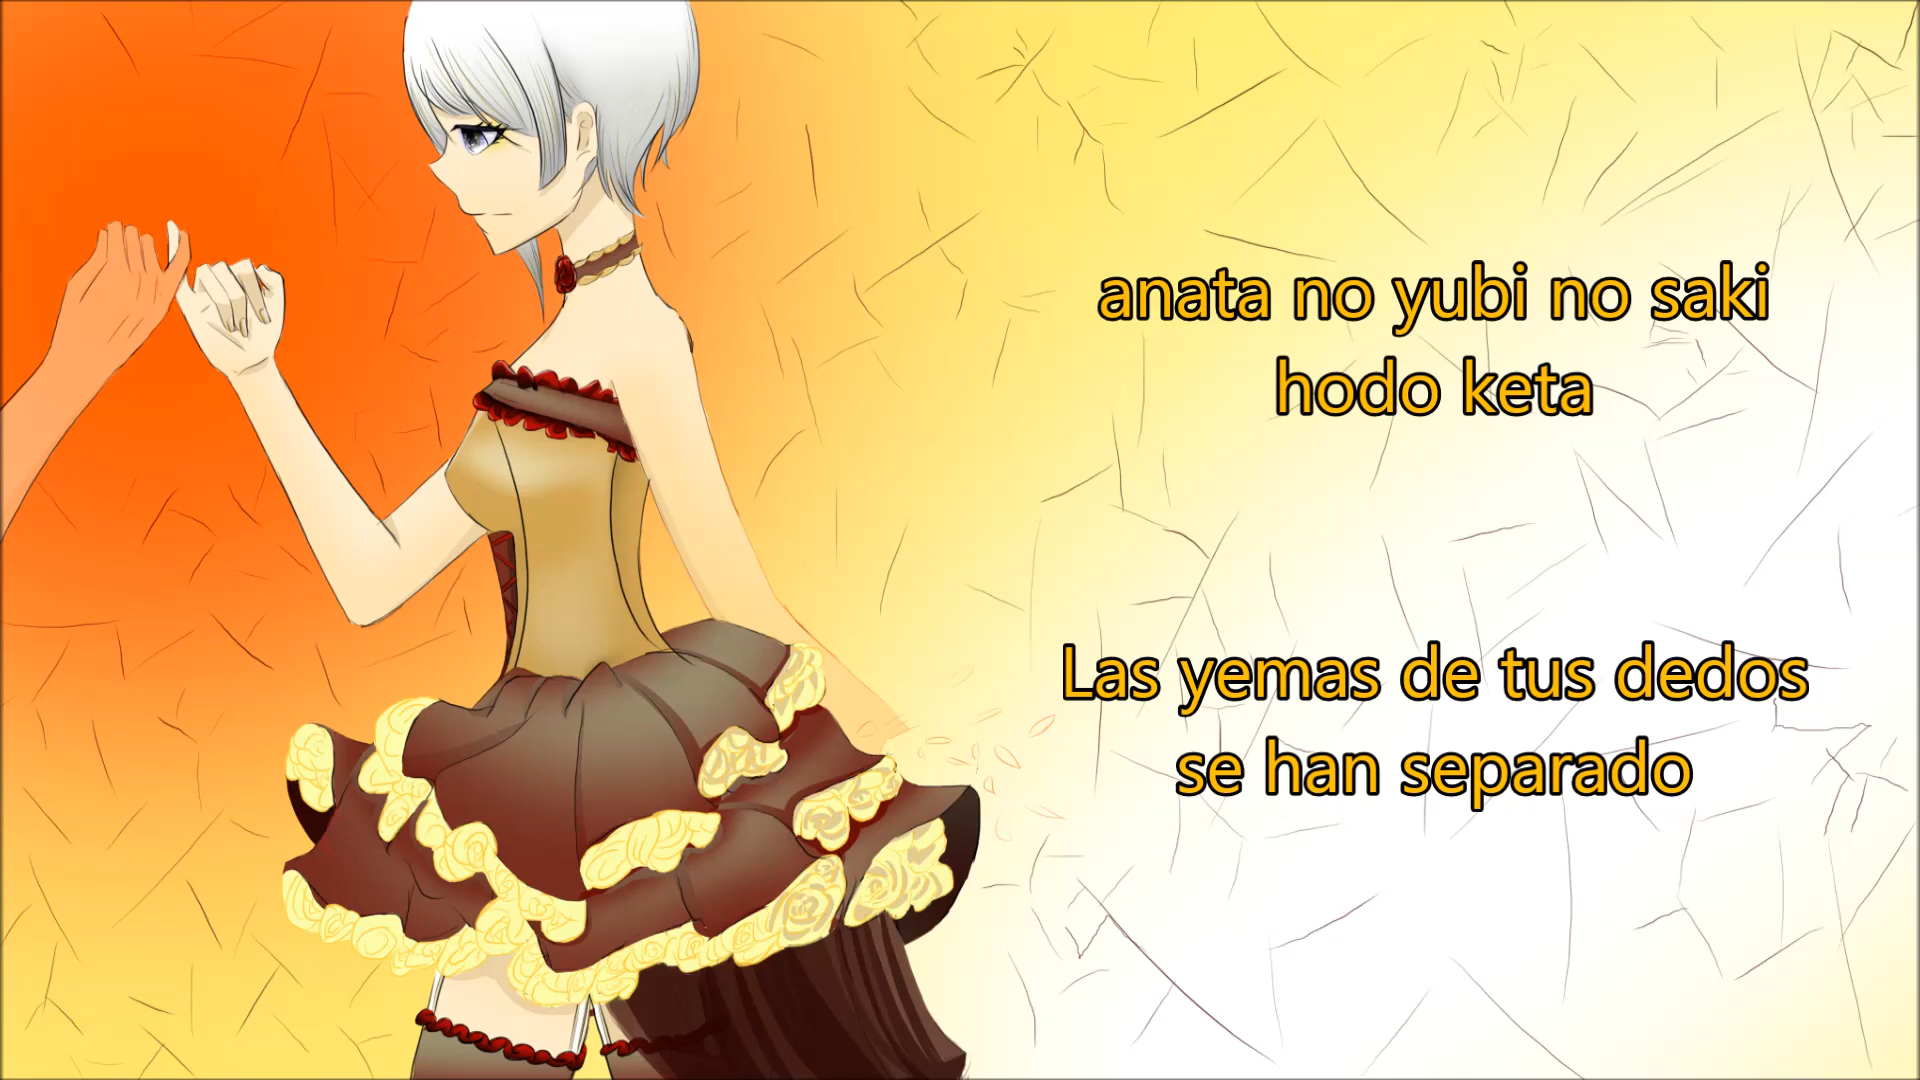 anata no yubi no saki
hodo keta
Las yemas de tus dedos
se han separado